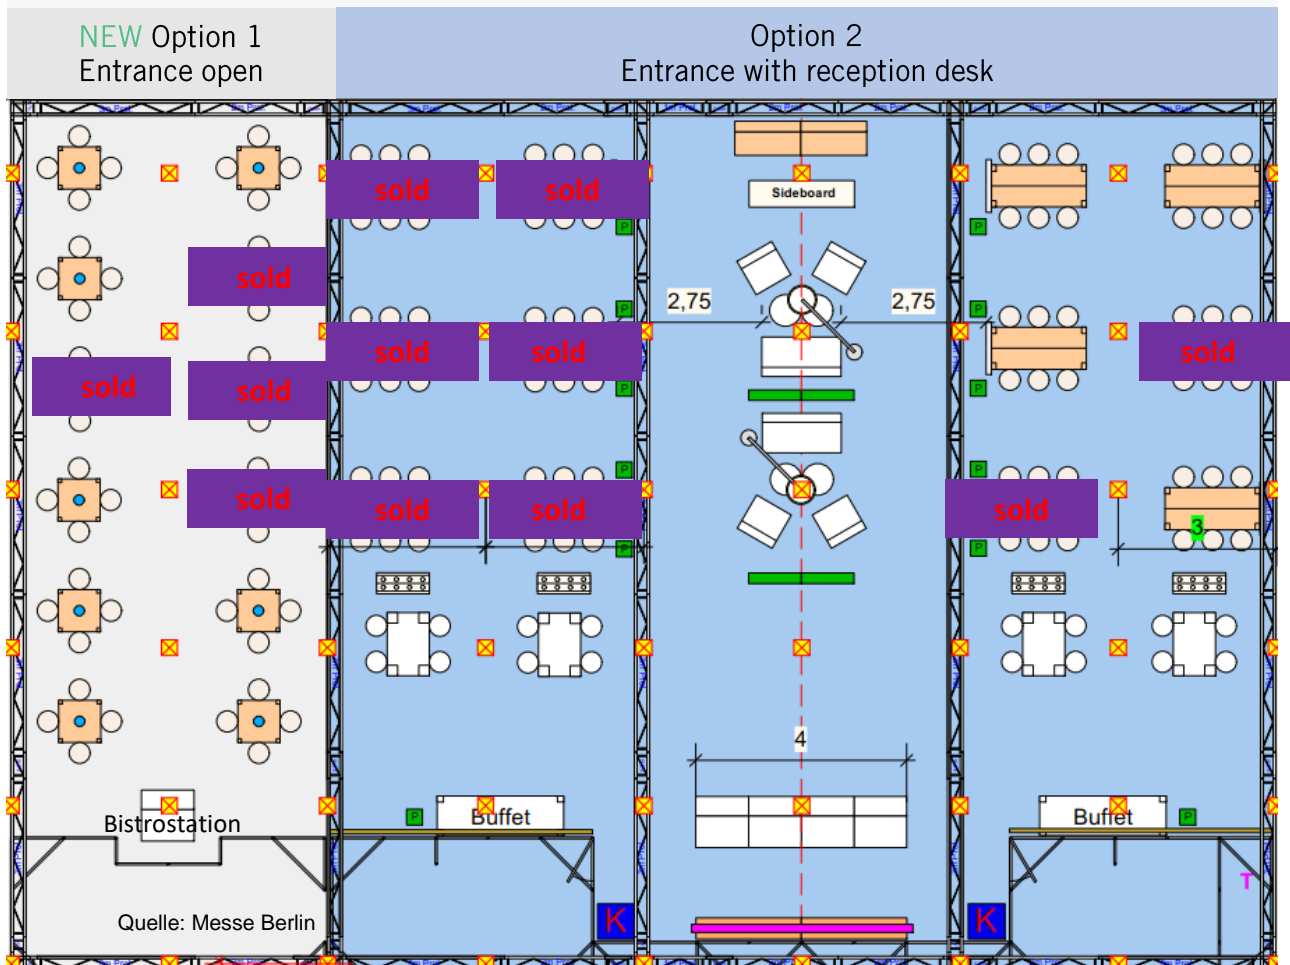 NEW Option 1
Entrance open
Option 2
Entrance with reception desk
sold
sold
Sideboard
P
P
sold
2,75
2,75
P
P
sold
sold
sold
sold
sold
sold
P
P
P
P
sold
sold
sold
sold
3
P
P
4
Bistrostation
P
Buffet
Buffet
P
T
Quelle: Messe Berlin
K
K